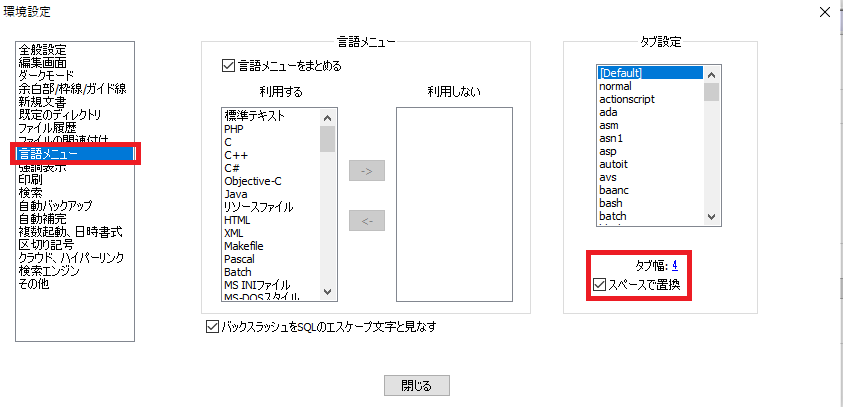 環境設定
全般設定
編集画面
ダークモード
余白部/枠線/ガイド線
新規文書
既定のディレクトリ
ファイル履歴
ファイルの関連付け
言語メニュー
強調表示
印刷
検索
自動バックアップ
自動補完
複数起動、日時書式
区切り記号
クラウド、ハイパーリンク
検索エンジン
その他
言語メニュー
言語メニューをまとめる
利用する
利用しない
標準テキスト
PHP
C
C++
C#
Objective-C
Java
リソースファイル
HTML
XML
Makefile
Pascal
Batch
MS INIファイル
MS-DOSスタイル
->
<-
バックスラッシュをSQLのエスケープ文字と見なす
タブ設定
[Default]
normal
actionscript
ada
asm
asn1
asp
autoit
avs
baanc
bash
batch
タブ幅: 4
スペースで置換
閉じる